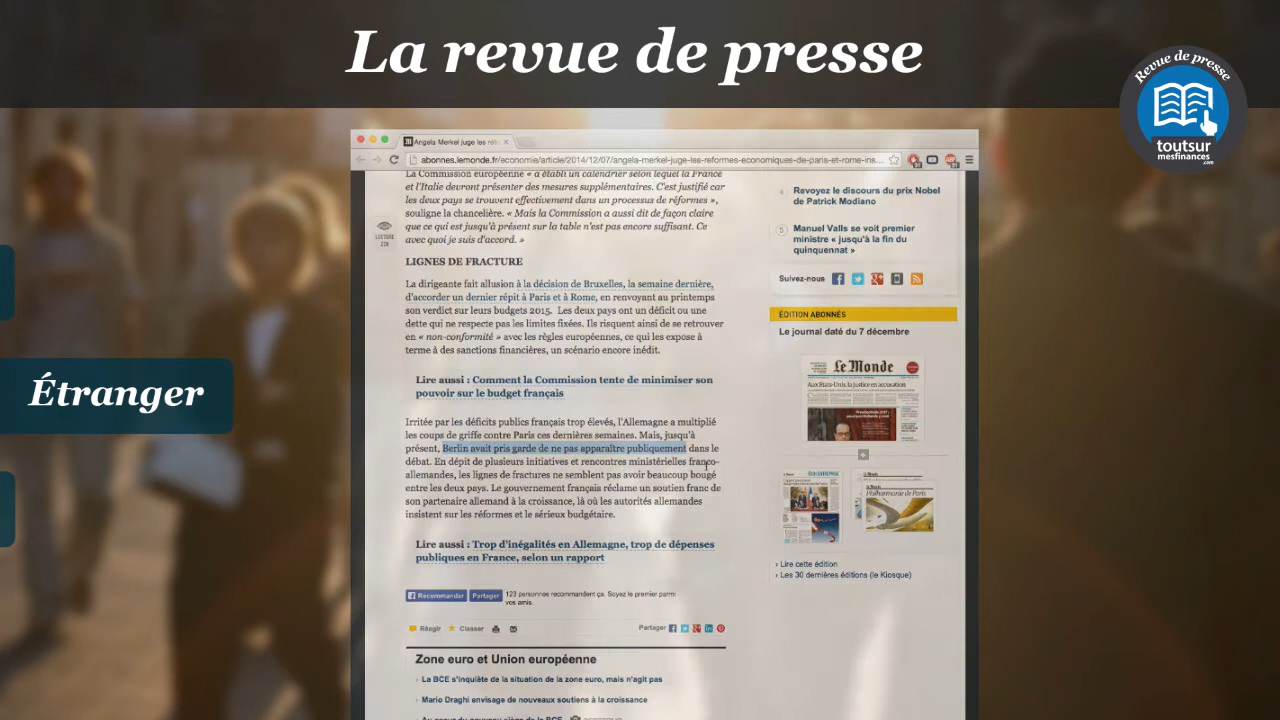 La revue de presse
Revue de presse
toutsur
mesfinances
.com
Étranger
Angela Merkel juge les réf
abonnes.lemonde.fr/economie/article/2014/12/07/angela-merkel-juge-les-reformes-economiques-de-paris-et-rome-ins...
La Commission européenne « a établi un calendrier selon lequel la France
et l'Italie devront présenter des mesures supplémentaires. C'est justifié car
les deux pays se trouvent effectivement dans un processus de réformes »,
souligne la chancelière. « Mais la Commission a aussi dit de façon claire
que ce qui est jusqu'à présent sur la table n'est pas encore suffisant. Ce
avec quoi je suis d'accord. »
LECTURE
ZEN
LIGNES DE FRACTURE
La dirigeante fait allusion à la décision de Bruxelles, la semaine dernière,
d'accorder un dernier répit à Paris et à Rome, en renvoyant au printemps
son verdict sur leurs budgets 2015. Les deux pays ont un déficit ou une
dette qui ne respecte pas les limites fixées. Ils risquent ainsi de se retrouver
en « non-conformité » avec les règles européennes, ce qui les expose à
terme à des sanctions financières, un scénario encore inédit.
Lire aussi : Comment la Commission tente de minimiser son
pouvoir sur le budget français
Irritée par les déficits publics français trop élevés, l'Allemagne a multiplié
les coups de griffe contre Paris ces dernières semaines. Mais, jusqu'à
présent, Berlin avait pris garde de ne pas apparaître publiquement dans le
débat. En dépit de plusieurs initiatives et rencontres ministérielles franco-
allemandes, les lignes de fractures ne semblent pas avoir beaucoup bougé
entre les deux pays. Le gouvernement français réclame un soutien franc de
son partenaire allemand à la croissance, là où les autorités allemandes
insistent sur les réformes et le sérieux budgétaire.
Lire aussi : Trop d'inégalités en Allemagne, trop de dépenses
publiques en France, selon un rapport
Recommander Partager 123 personnes recommandent ça. Soyez le premier parmi
vos amis.
Réagir Classer Partager
Zone euro et Union européenne
La BCE s'inquiète de la situation de la zone euro, mais n'agit pas
Mario Draghi envisage de nouveaux soutiens à la croissance
4 Revoyez le discours du prix Nobel
de Patrick Modiano
5 Manuel Valls se voit premier
ministre « jusqu'à la fin du
quinquennat »
Suivez-nous
ÉDITION ABONNÉS
Le journal daté du 7 décembre
Le Monde
Aux Etats-Unis, la justice en accusation
Philharmonie de Paris
› Lire cette édition
› Les 30 dernières éditions (le Kiosque)